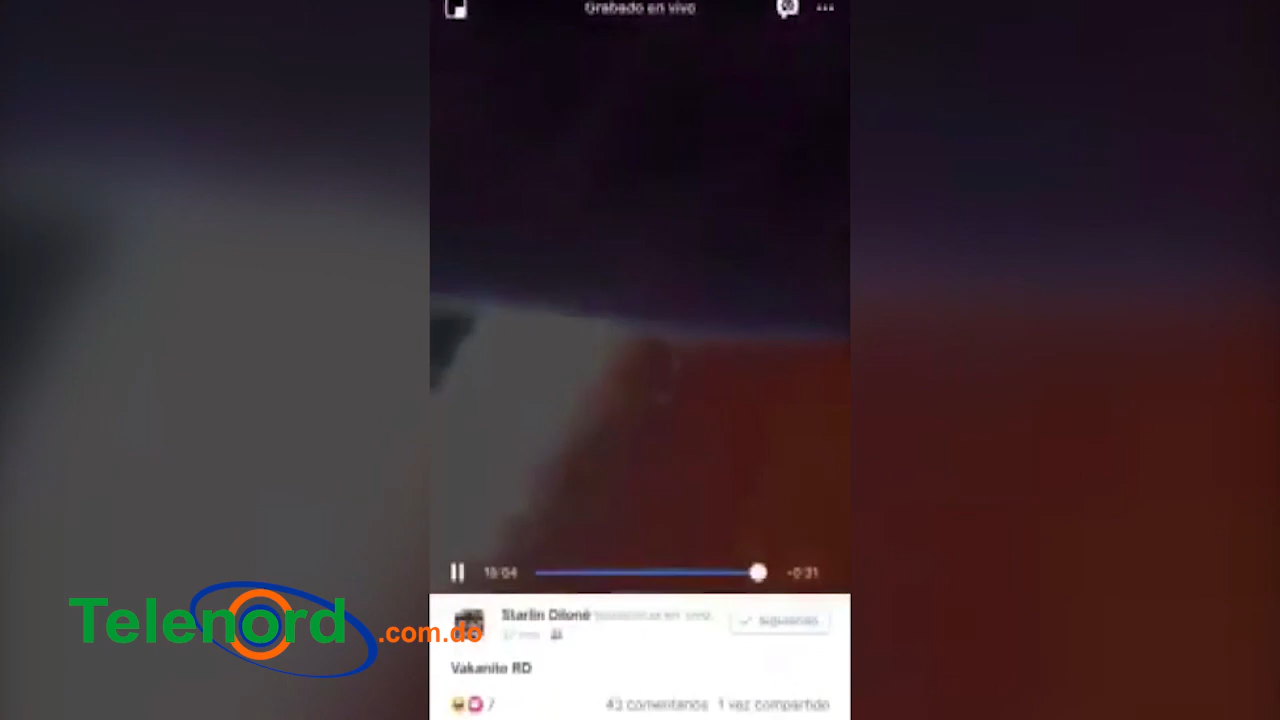 Grabado en vivo
18:04
-0:31
Starlin Diloné
Siguiendo
Vakanito RD
7
43 comentarios 1 vez compartido
Telenord
.com.do